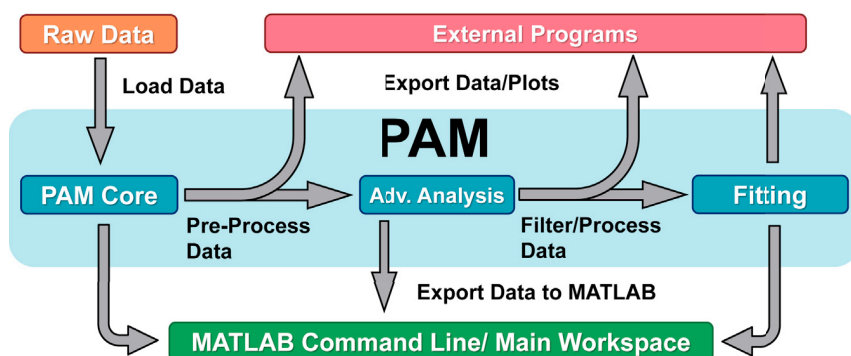 Raw Data
External Programs
Load Data
Export Data/Plots
PAM
PAM Core
Adv. Analysis
Fitting
Pre-Process
Data
Filter/Process
Data
Export Data to MATLAB
MATLAB Command Line/ Main Workspace